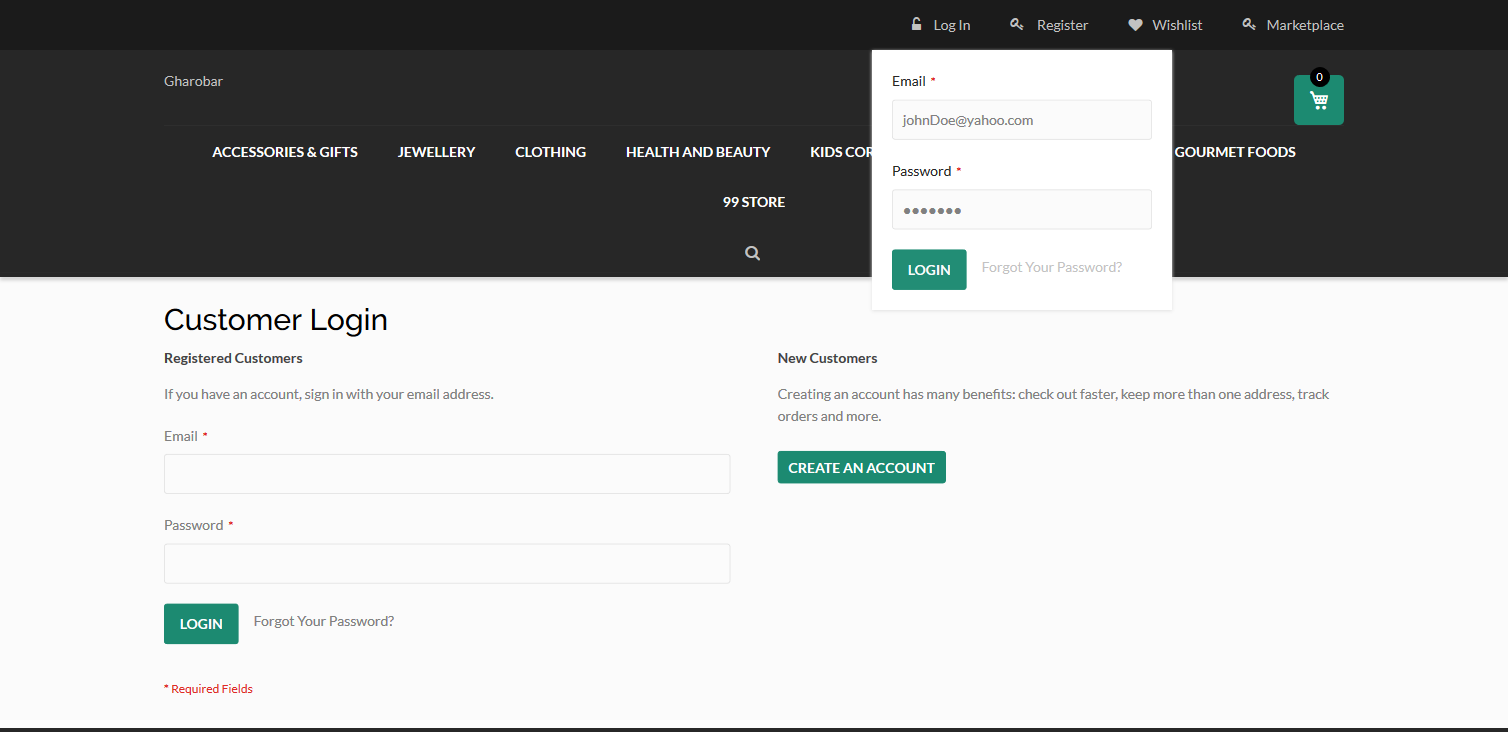 Log In Register Wishlist Marketplace
Gharobar
0
Email *
johnDoe@yahoo.com
Password *
LOGIN Forgot Your Password?
ACCESSORIES & GIFTS JEWELLERY CLOTHING HEALTH AND BEAUTY KIDS COR GOURMET FOODS
99 STORE
Customer Login
Registered Customers
If you have an account, sign in with your email address.
Email *
Password *
LOGIN Forgot Your Password?
* Required Fields
New Customers
Creating an account has many benefits: check out faster, keep more than one address, track
orders and more.
CREATE AN ACCOUNT